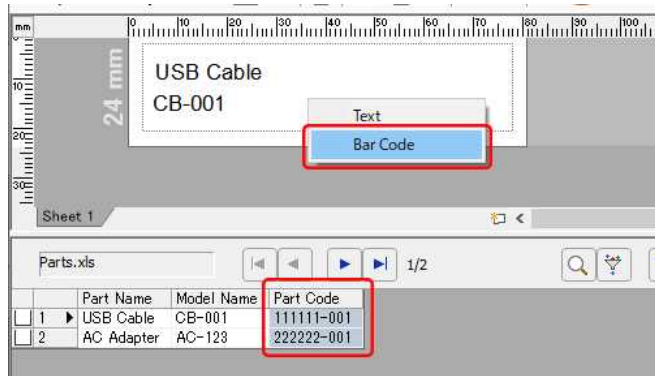 mm
0 10 20 30 40 50 60 70 80 90 100
10
20
30
24 mm
USB Cable
CB-001
Text
Bar Code
Sheet 1
Parts.xls
1/2
Part Name Model Name Part Code
1 USB Cable CB-001 111111-001
2 AC Adapter AC-123 222222-001